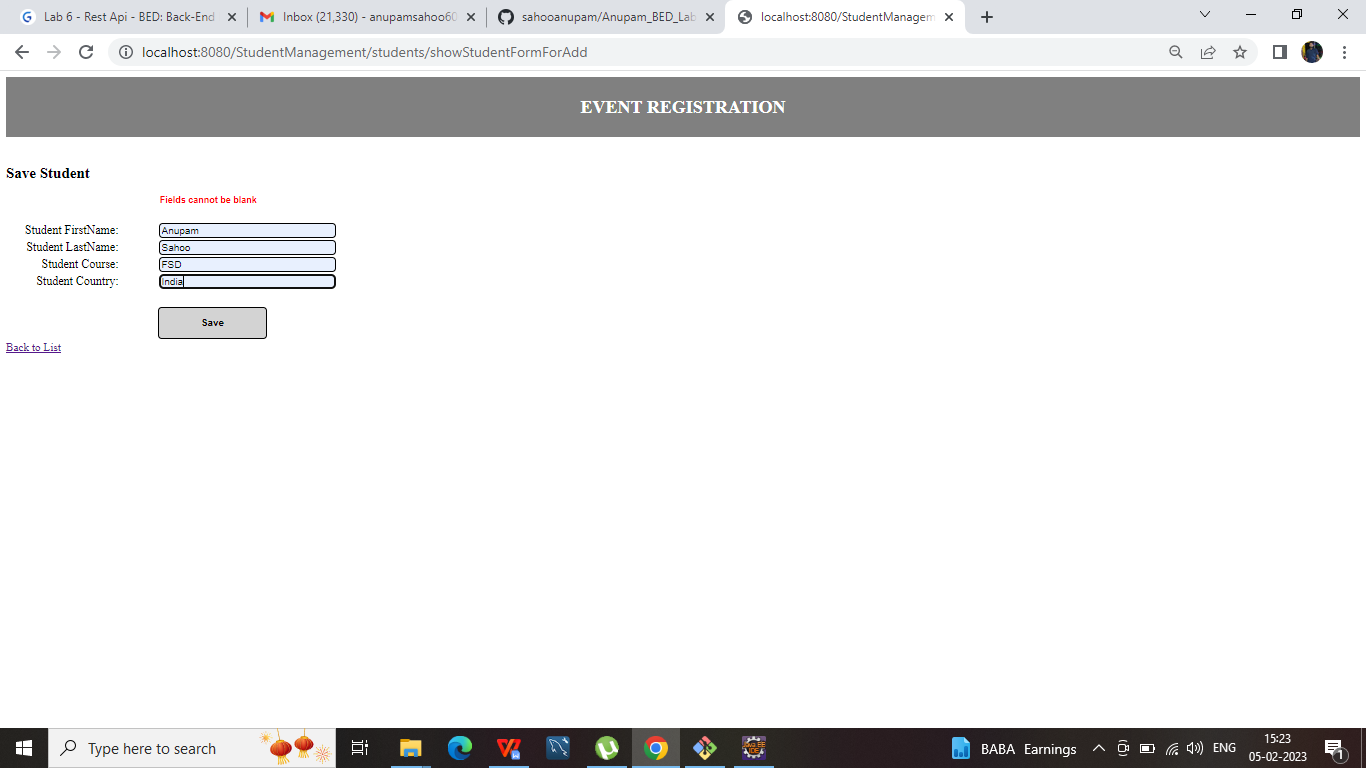 Lab 6 - Rest Api - BED: Back-End
Inbox (21,330) - anupamsahoo60
sahooanupam/Anupam_BED_Lab
localhost:8080/StudentManagem
localhost:8080/StudentManagement/students/showStudentFormForAdd
EVENT REGISTRATION
Save Student
Fields cannot be blank
Student FirstName: Anupam
Student LastName: Sahoo
Student Course: FSD
Student Country: India
Save
Back to List
Type here to search
BABA Earnings
ENG
15:23
05-02-2023
1